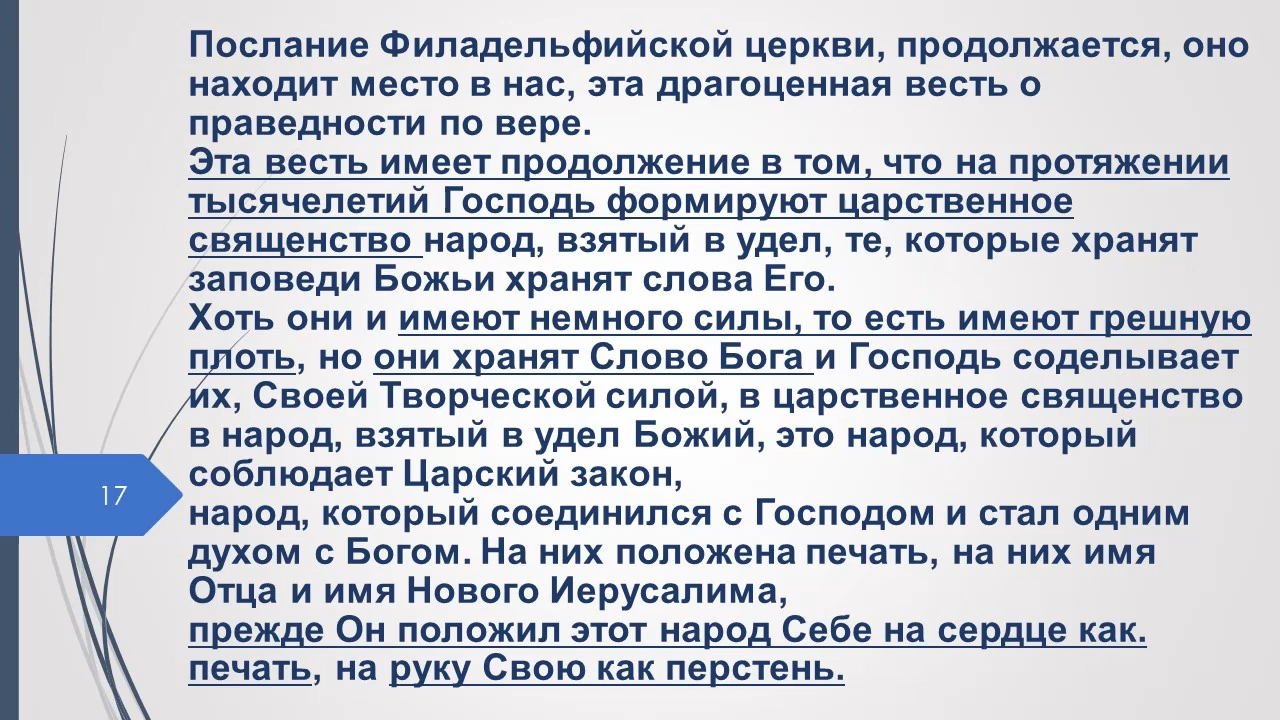 Послание Филадельфийской церкви, продолжается, оно
находит место в нас, эта драгоценная весть о
праведности по вере.
Эта весть имеет продолжение в том, что на протяжении
тысячелетий Господь формируют царственное
священство народ, взятый в удел, те, которые хранят
заповеди Божьи хранят слова Его.
Хоть они и имеют немного силы, то есть имеют грешную
плоть, но они хранят Слово Бога и Господь соделывает
их, Своей Творческой силой, в царственное священство
в народ, взятый в удел Божий, это народ, который
соблюдает Царский закон,
17
народ, который соединился с Господом и стал одним
духом с Богом. На них положена печать, на них имя
Отца и имя Нового Иерусалима,
прежде Он положил этот народ Себе на сердце как.
печать, на руку Свою как перстень.